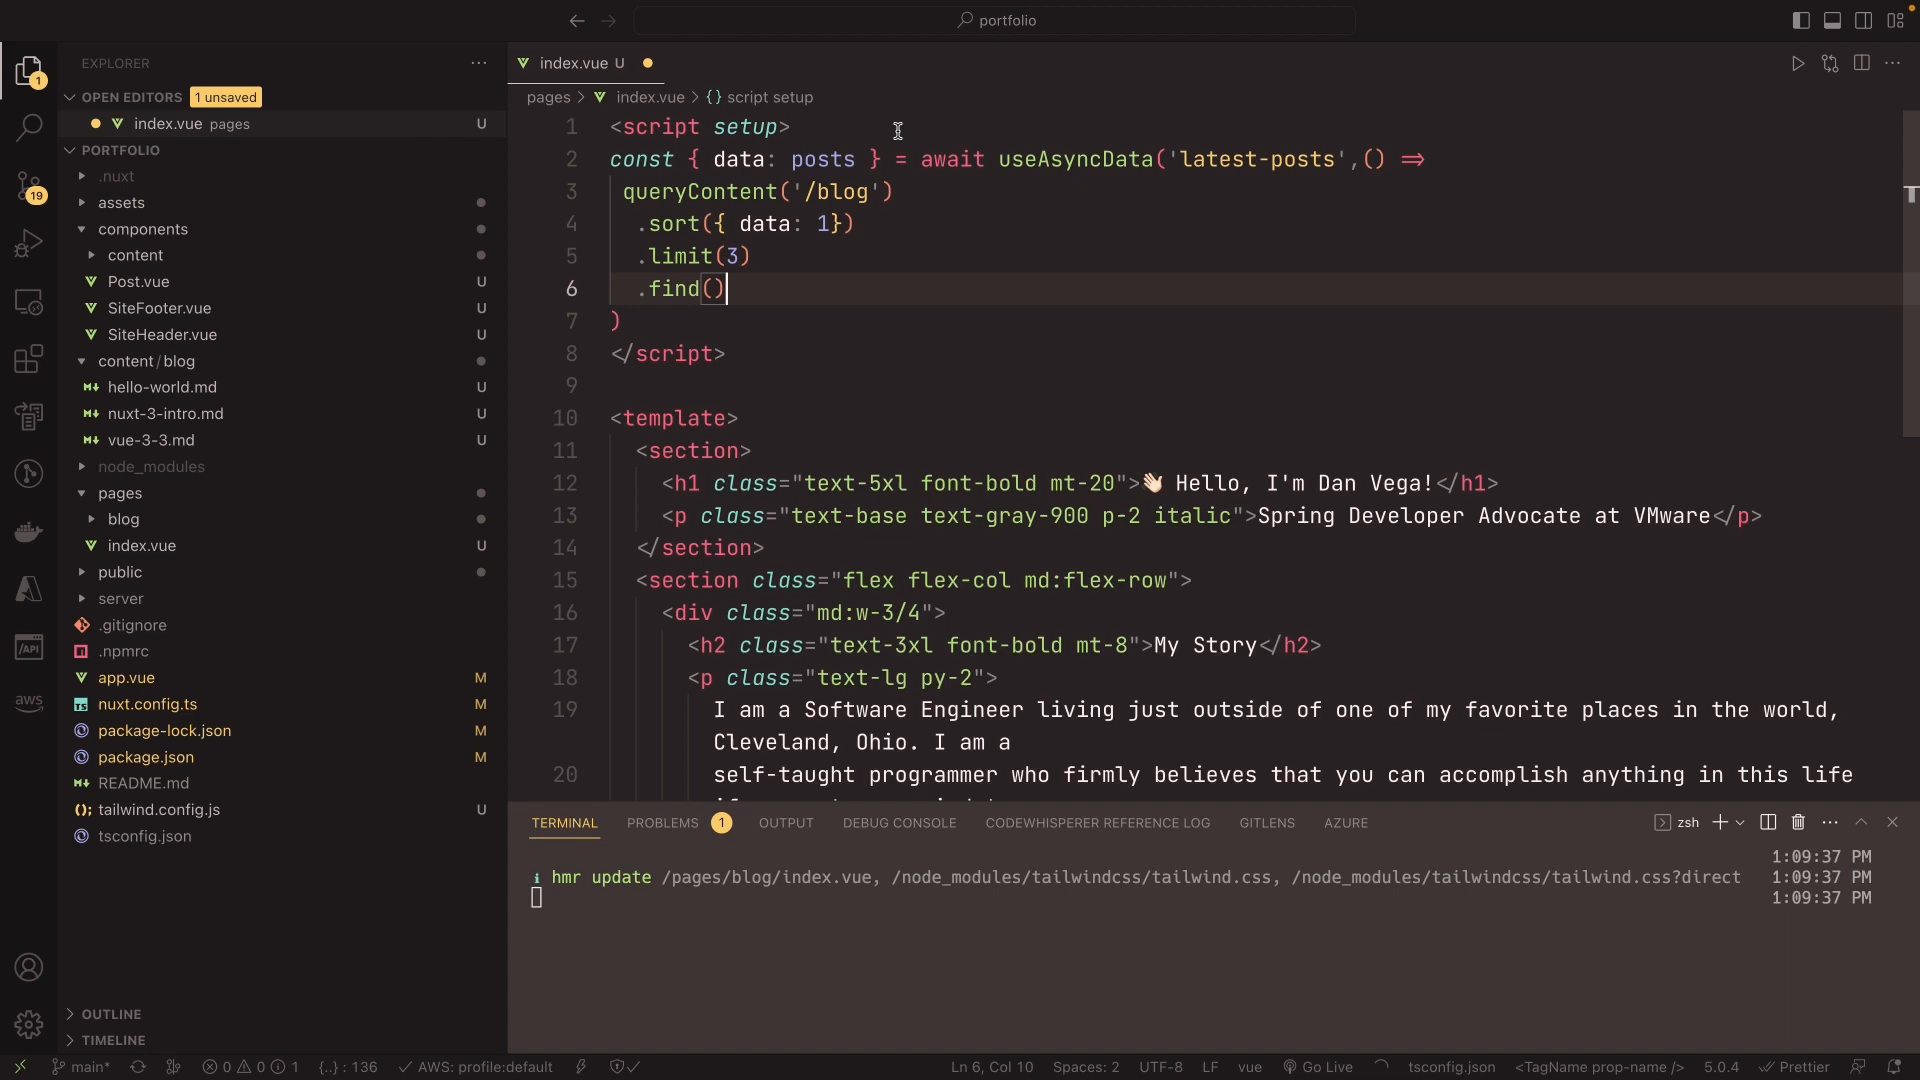 portfolio
EXPLORER
1
OPEN EDITORS 1 unsaved
index.vue pages U
PORTFOLIO
.nuxt
assets
components
content
Post.vue U
SiteFooter.vue U
SiteHeader.vue U
content/blog
hello-world.md U
nuxt-3-intro.md U
vue-3-3.md U
node_modules
pages
blog
index.vue U
public
server
.gitignore
.npmrc
app.vue M
nuxt.config.ts M
package-lock.json M
package.json M
README.md
tailwind.config.js U
tsconfig.json
OUTLINE
TIMELINE
19
/API
aws
index.vue U
pages > index.vue > {} script setup
1 <script setup>
2 const { data: posts } = await useAsyncData('latest-posts',() =>
3 queryContent('/blog')
4 .sort({ data: 1})
5 .limit(3)
6 .find()
7 )
8 </script>
9
10 <template>
11 <section>
12 <h1 class="text-5xl font-bold mt-20">👋🏻 Hello, I'm Dan Vega!</h1>
13 <p class="text-base text-gray-900 p-2 italic">Spring Developer Advocate at VMware</p>
14 </section>
15 <section class="flex flex-col md:flex-row">
16 <div class="md:w-3/4">
17 <h2 class="text-3xl font-bold mt-8">My Story</h2>
18 <p class="text-lg py-2">
19 I am a Software Engineer living just outside of one of my favorite places in the world,
Cleveland, Ohio. I am a
20 self-taught programmer who firmly believes that you can accomplish anything in this life
TERMINAL PROBLEMS 1 OUTPUT DEBUG CONSOLE CODEWHISPERER REFERENCE LOG GITLENS AZURE zsh
1:09:37 PM
i hmr update /pages/blog/index.vue, /node_modules/tailwindcss/tailwind.css, /node_modules/tailwindcss/tailwind.css?direct 1:09:37 PM
1:09:37 PM
main* 0 0 1 {..} : 136 AWS: profile:default Ln 6, Col 10 Spaces: 2 UTF-8 LF vue Go Live tsconfig.json <TagName prop-name /> 5.0.4 Prettier